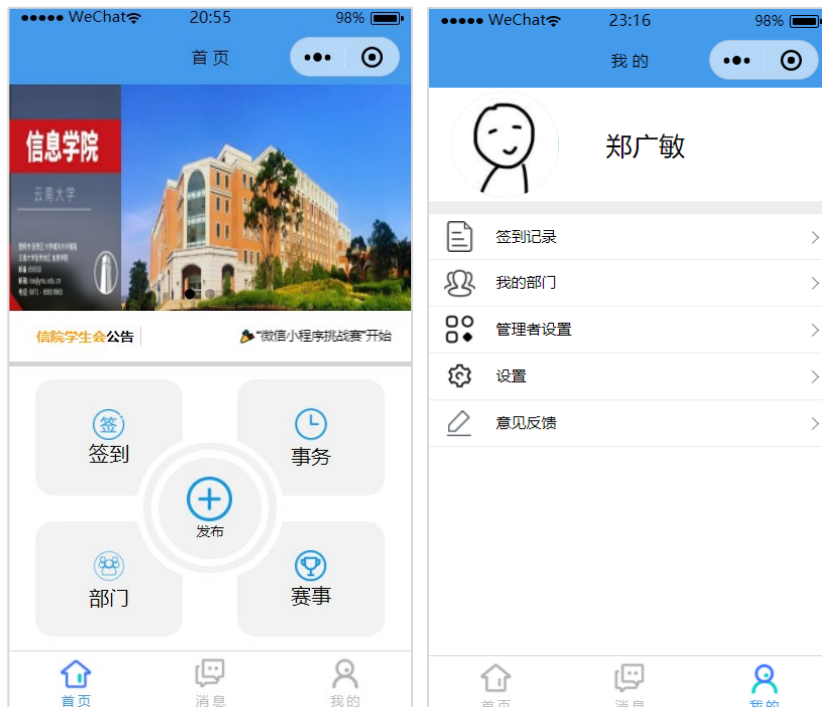 WeChat
20:55
98%
首页
信息学院
云南大学
信院学生会公告
“微信小程序挑战赛”开始
签到
事务
发布
部门
赛事
首页
消息
我的
WeChat
23:16
98%
我的
郑广敏
签到记录
我的部门
管理者设置
设置
意见反馈
首页
消息
我的